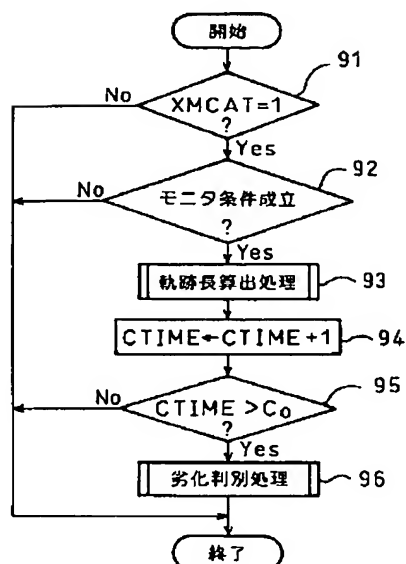 開始
91
No
XMCAT=1
?
Yes
92
No
モニタ条件成立
?
Yes
軌跡長算出処理
93
CTIME←CTIME+1
94
95
No
CTIME>C₀
?
Yes
劣化判別処理
96
終了